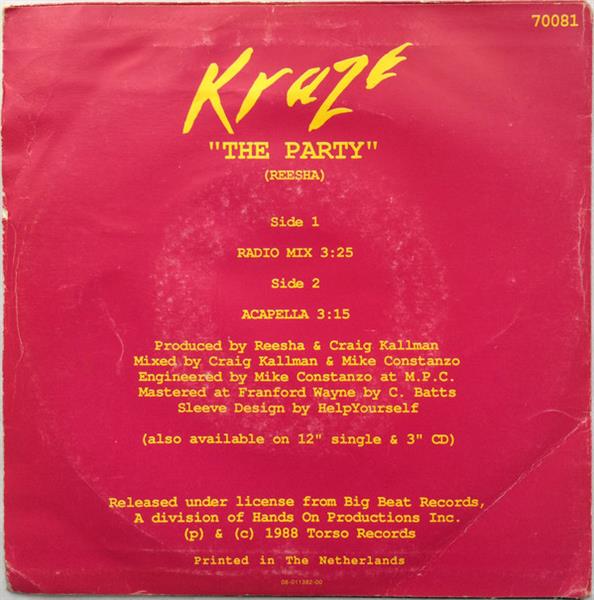 70081
Kraze
"THE PARTY"
(REESHA)
Side 1
RADIO MIX 3:25
Side 2
ACAPELLA 3:15
Produced by Reesha & Craig Kallman
Mixed by Craig Kallman & Mike Constanzo
Engineered by Mike Constanzo at M.P.C.
Mastered at Franford Wayne by C. Batts
Sleeve Design by HelpYourself
(also available on 12" single & 3" CD)
Released under license from Big Beat Records,
A division of Hands On Productions Inc.
(p) & (c) 1988 Torso Records
Printed in The Netherlands
08-011382-00